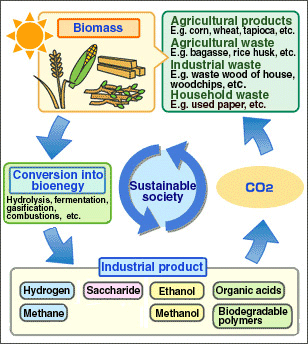 Biomass
Agricultural products
E.g. corn, wheat, tapioca, etc.
Agricultural waste
E.g. bagasse, rice husk, etc.
Industrial waste
E.g. waste wood of house,
woodchips, etc.
Household waste
E.g. used paper, etc.
Conversion into
bioenegy
Hydrolysis, fermentation,
gasification,
combustions, etc.
Sustainable
society
CO2
Industrial product
Hydrogen
Saccharide
Ethanol
Organic acids
Methane
Methanol
Biodegradable
polymers